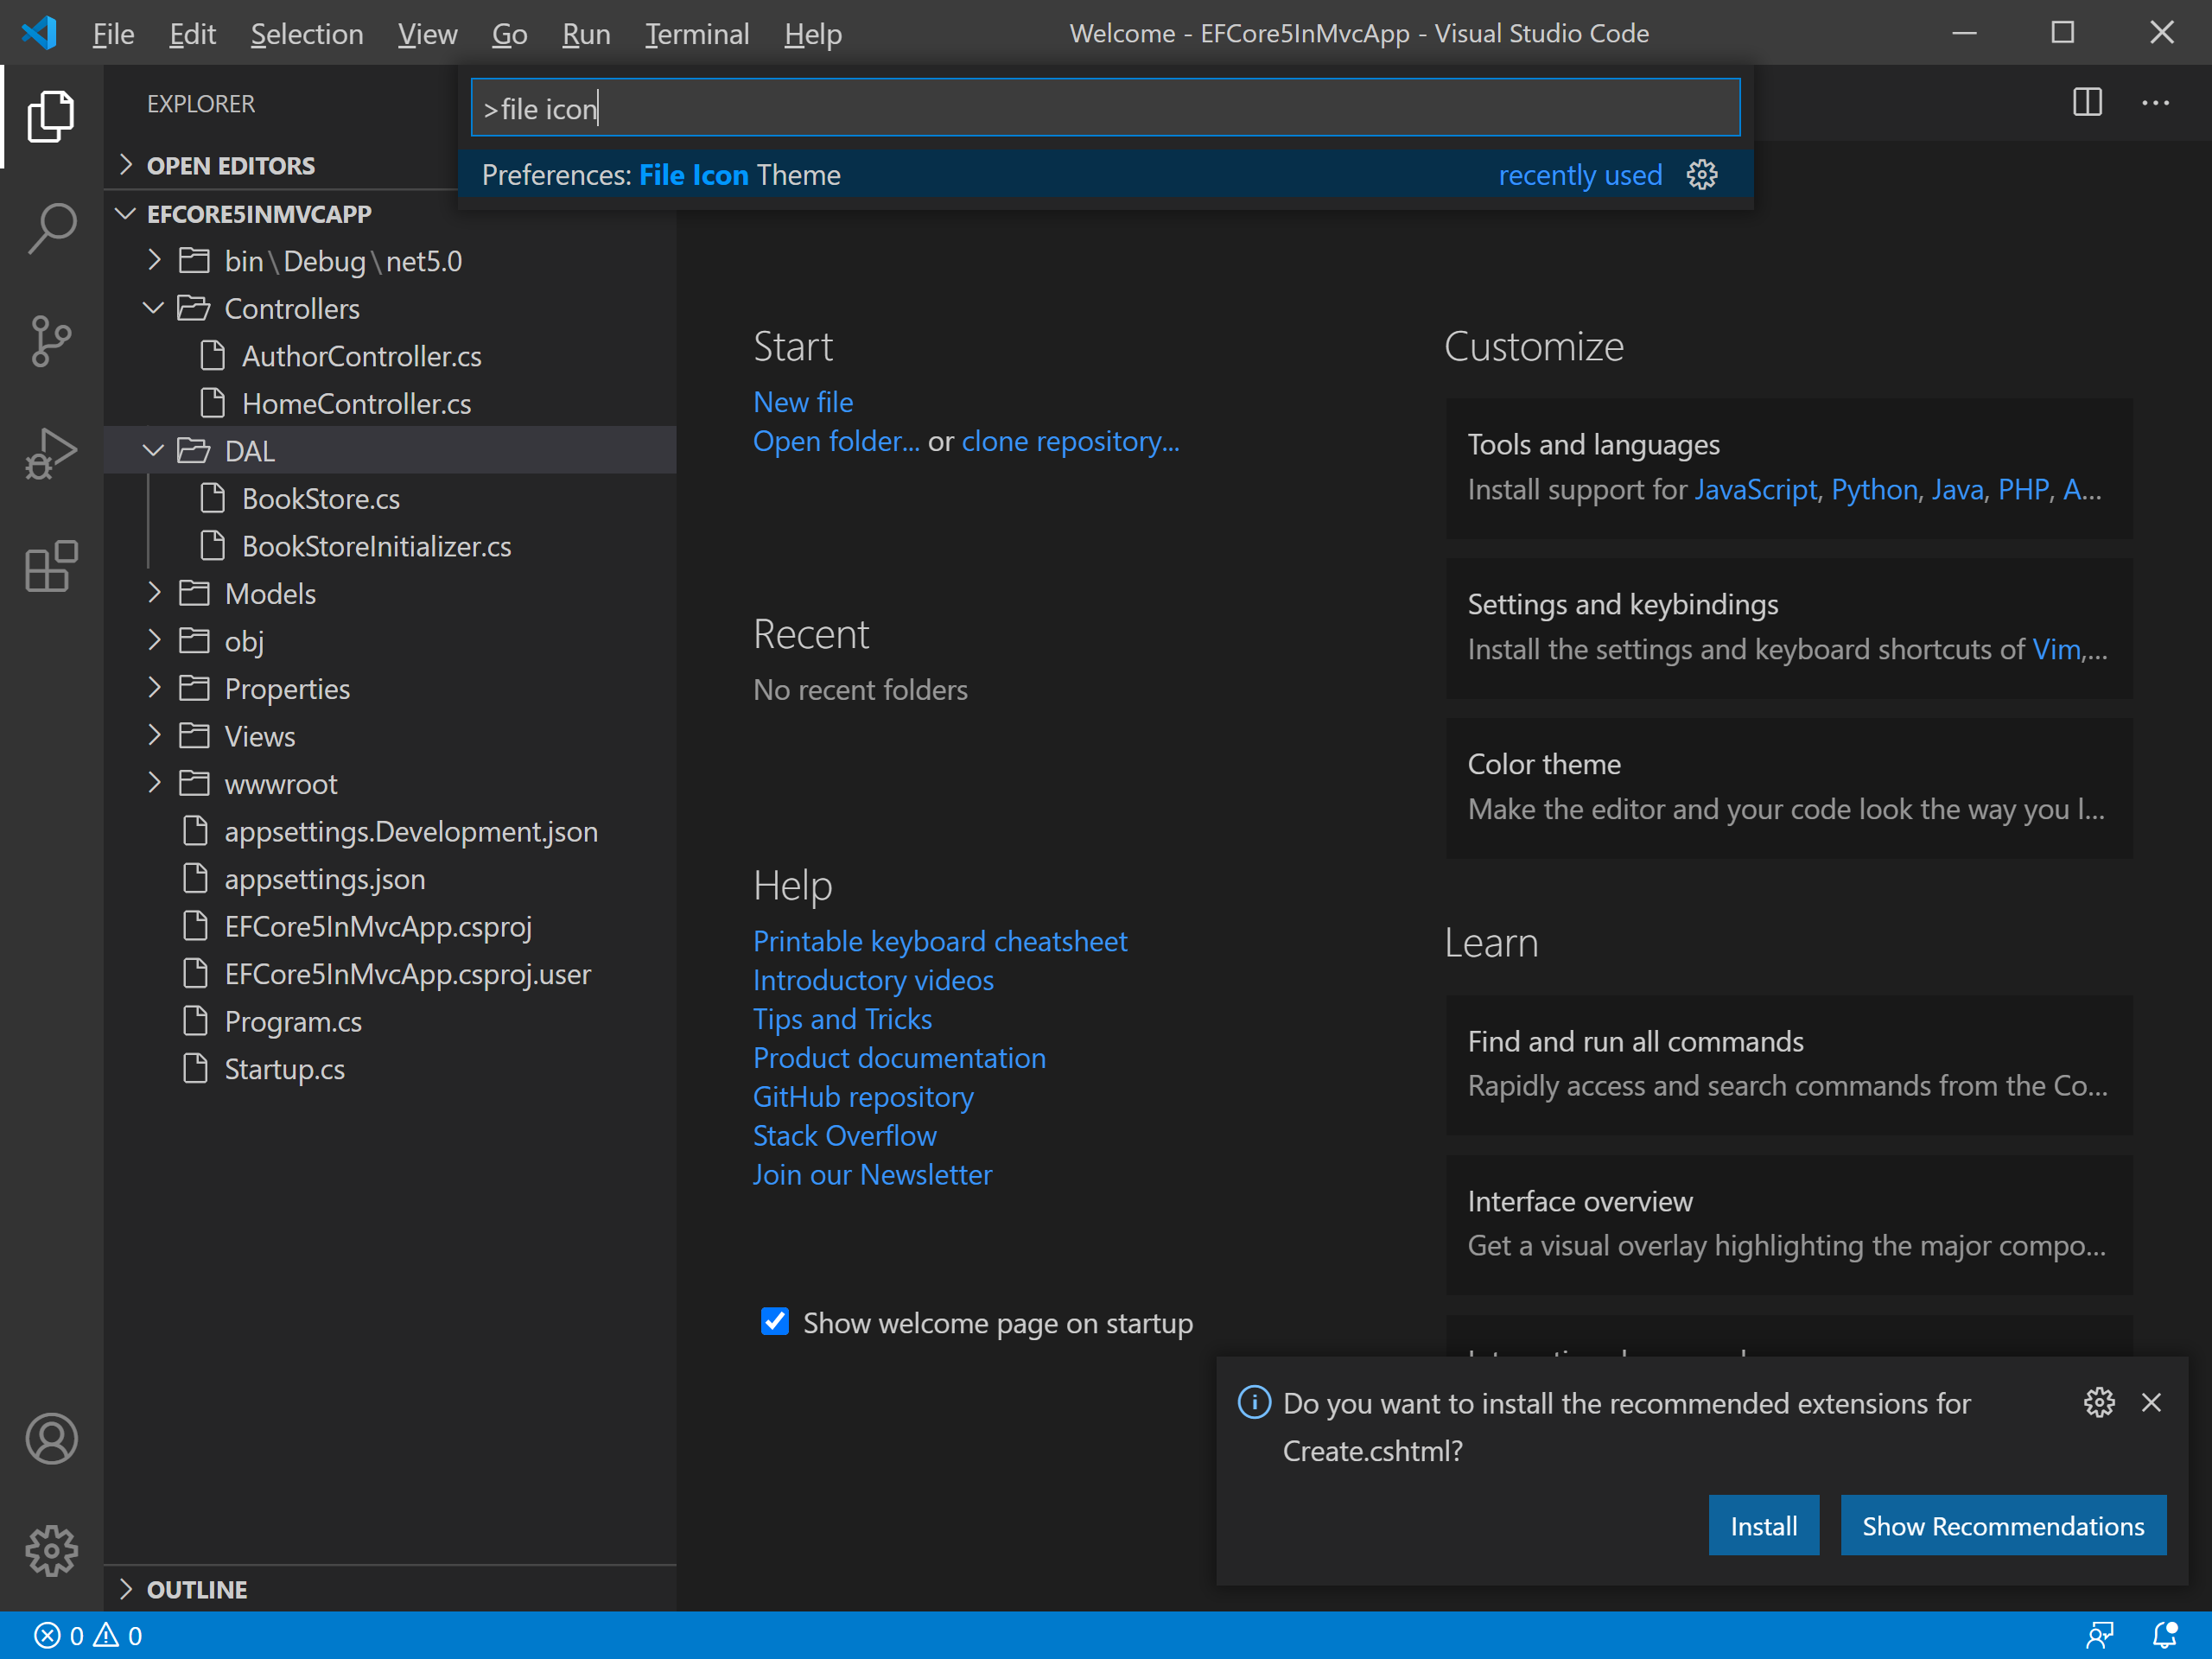 File Edit Selection View Go Run Terminal Help
Welcome - EFCore5InMvcApp - Visual Studio Code
>file icon
Preferences: File Icon Theme
recently used
EXPLORER
OPEN EDITORS
EFCORE5INMVCAPP
bin\Debug\net5.0
Controllers
AuthorController.cs
HomeController.cs
DAL
BookStore.cs
BookStoreInitializer.cs
Models
obj
Properties
Views
wwwroot
appsettings.Development.json
appsettings.json
EFCore5InMvcApp.csproj
EFCore5InMvcApp.csproj.user
Program.cs
Startup.cs
OUTLINE
Start
New file
Open folder... or clone repository...
Recent
No recent folders
Help
Printable keyboard cheatsheet
Introductory videos
Tips and Tricks
Product documentation
GitHub repository
Stack Overflow
Join our Newsletter
Show welcome page on startup
Customize
Tools and languages
Install support for JavaScript, Python, Java, PHP, A...
Settings and keybindings
Install the settings and keyboard shortcuts of Vim,...
Color theme
Make the editor and your code look the way you l...
Learn
Find and run all commands
Rapidly access and search commands from the Co...
Interface overview
Get a visual overlay highlighting the major compo...
Do you want to install the recommended extensions for
Create.cshtml?
Install
Show Recommendations
0 0